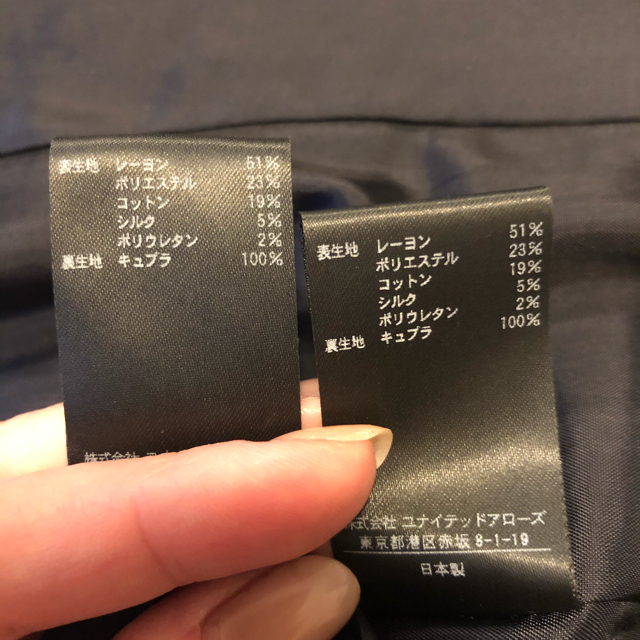 表生地 レーヨン 51%
ポリエステル 23%
コットン 19%
シルク 5%
ポリウレタン 2%
裏生地 キュプラ 100%
株式会社
表生地 レーヨン 51%
ポリエステル 23%
コットン 19%
シルク 5%
ポリウレタン 2%
裏生地 キュプラ 100%
株式会社 ユナイテッドアローズ
東京都港区赤坂 8-1-19
日本製